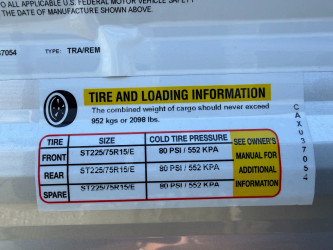 TO ALL APPLICABLE U.S. FEDERAL MOTOR VEHICLE SAFETY
THE DATE OF MANUFACTURE SHOWN ABOVE.
7054 TYPE: TRA/REM
TIRE AND LOADING INFORMATION
The combined weight of cargo should never exceed
952 kgs or 2098 lbs.
TIRE SIZE COLD TIRE PRESSURE
FRONT ST225/75R15/E 80 PSI / 552 KPA
REAR ST225/75R15/E 80 PSI / 552 KPA
SPARE ST225/75R15/E 80 PSI / 552 KPA
SEE OWNER'S
MANUAL FOR
ADDITIONAL
INFORMATION
CAX037054